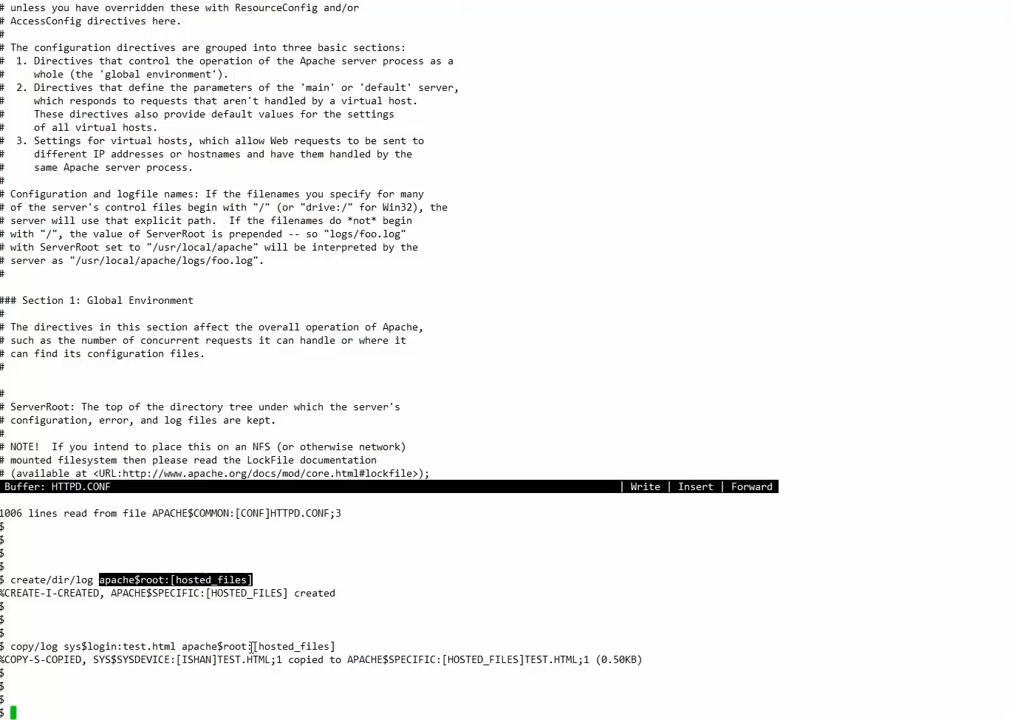 # unless you have overridden these with ResourceConfig and/or
# AccessConfig directives here.
#
# The configuration directives are grouped into three basic sections:
#  1. Directives that control the operation of the Apache server process as a
#     whole (the 'global environment').
#  2. Directives that define the parameters of the 'main' or 'default' server,
#     which responds to requests that aren't handled by a virtual host.
#     These directives also provide default values for the settings
#     of all virtual hosts.
#  3. Settings for virtual hosts, which allow Web requests to be sent to
#     different IP addresses or hostnames and have them handled by the
#     same Apache server process.
#
# Configuration and logfile names: If the filenames you specify for many
# of the server's control files begin with "/" (or "drive:/" for Win32), the
# server will use that explicit path.  If the filenames do *not* begin
# with "/", the value of ServerRoot is prepended -- so "logs/foo.log"
# with ServerRoot set to "/usr/local/apache" will be interpreted by the
# server as "/usr/local/apache/logs/foo.log".
#
### Section 1: Global Environment
#
# The directives in this section affect the overall operation of Apache,
# such as the number of concurrent requests it can handle or where it
# can find its configuration files.
#
#
# ServerRoot: The top of the directory tree under which the server's
# configuration, error, and log files are kept.
#
# NOTE!  If you intend to place this on an NFS (or otherwise network)
# mounted filesystem then please read the LockFile documentation
# (available at <URL:http://www.apache.org/docs/mod/core.html#lockfile>);
Buffer: HTTPD.CONF | Write | Insert | Forward
1006 lines read from file APACHE$COMMON:[CONF]HTTPD.CONF;3
$
$
$
$
$ create/dir/log apache$root:[hosted_files]
%CREATE-I-CREATED, APACHE$SPECIFIC:[HOSTED_FILES] created
$
$
$
$ copy/log sys$login:test.html apache$root:[hosted_files]
%COPY-S-COPIED, SYS$SYSDEVICE:[ISHAN]TEST.HTML;1 copied to APACHE$SPECIFIC:[HOSTED_FILES]TEST.HTML;1 (0.50KB)
$
$
$
$